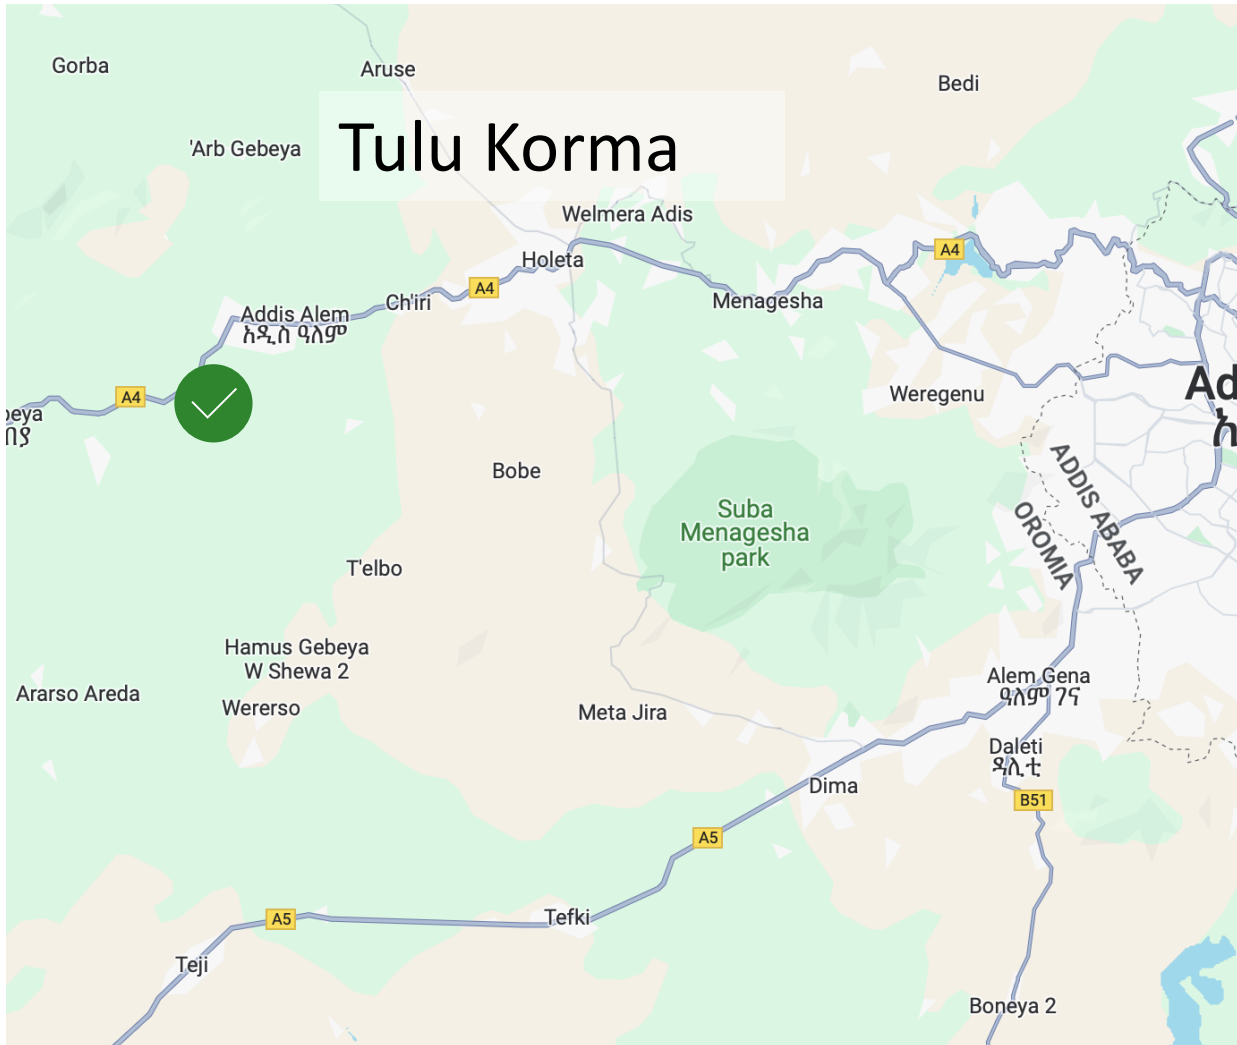 Gorba
Aruse
Bedi
'Arb Gebeya
Tulu Korma
Welmera Adis
Holeta
A4
A4
Ch'iri
Menagesha
Addis Alem
አዲስ ዓለም
A4
Weregenu
Ad
Bobe
ADDIS ABABA
OROMIA
Suba
Menagesha
park
T'elbo
Hamus Gebeya
W Shewa 2
Ararso Areda
Wererso
Meta Jira
Alem Gena
ዓለም ገና
Daleti
ዳሊቲ
Dima
B51
A5
A5
Tefki
Teji
Boneya 2